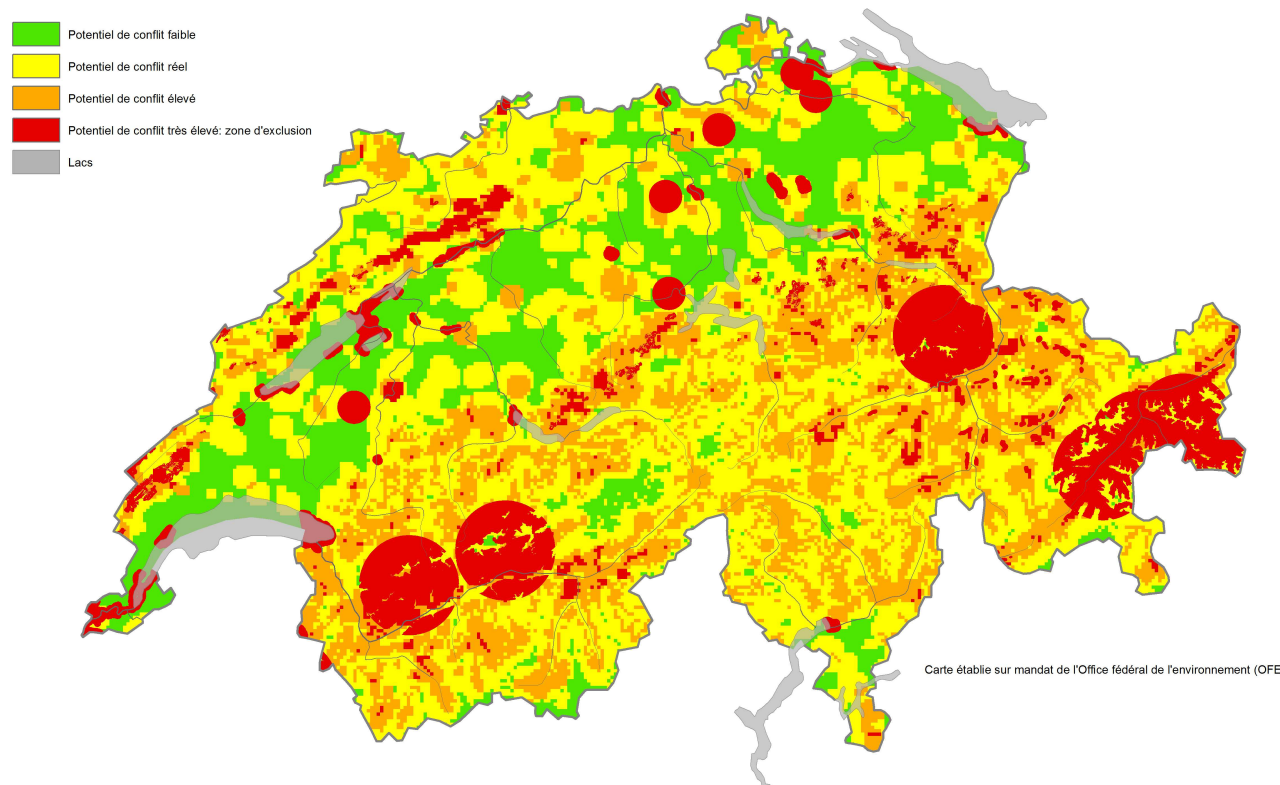 Potentiel de conflit faible
Potentiel de conflit réel
Potentiel de conflit élevé
Potentiel de conflit très élevé: zone d'exclusion
Lacs
Carte établie sur mandat de l'Office fédéral de l'environnement (OFE